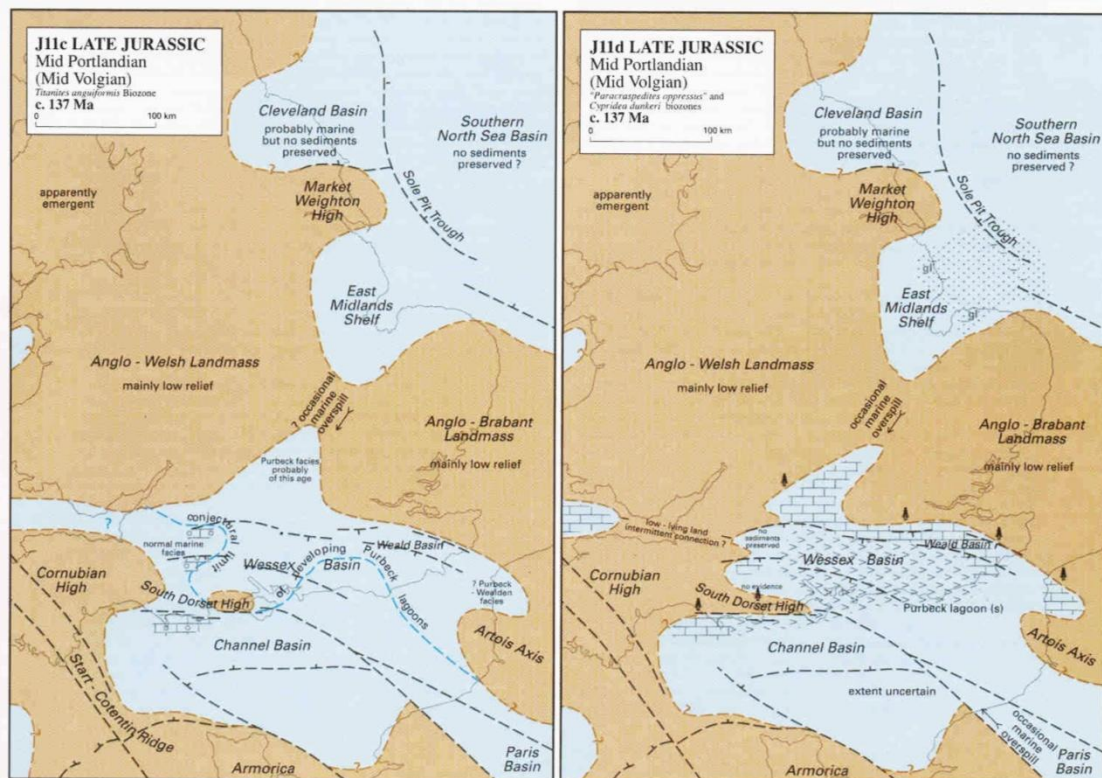 J11c LATE JURASSIC
Mid Portlandian
(Mid Volgian)
Titanites anguiformis Biozone
c. 137 Ma
0 100 km
Cleveland Basin
probably marine
but no sediments
preserved
Southern
North Sea Basin
no sediments
preserved ?
apparently
emergent
Market
Weighton
High
Sole Pit Trough
East
Midlands
Shelf
Anglo - Welsh Landmass
mainly low relief
? occasional
marine
overspill
Anglo - Brabant
Landmass
mainly low relief
Purbeck facies
probably
of this age
?
conjectural
limit
of developing
Purbeck
lagoons
normal marine
facies
Weald Basin
Wessex Basin
Cornubian
High
South Dorset High
? Purbeck
- Wealden
facies
Channel Basin
Artois Axis
Start - Cotentin Ridge
Armorica
Paris
Basin
J11d LATE JURASSIC
Mid Portlandian
(Mid Volgian)
"Paracraspedites oppressus" and
Cypridea dunkeri biozones
c. 137 Ma
0 100 km
Cleveland Basin
probably marine
but no sediments
preserved
Southern
North Sea Basin
no sediments
preserved ?
apparently
emergent
Market
Weighton
High
Sole Pit Trough
gl
East
Midlands
Shelf
gl
Anglo - Welsh Landmass
mainly low relief
occasional
marine
overspill
Anglo - Brabant
Landmass
mainly low relief
low - lying land
intermittent connection ?
no
sediments
preserved
Weald Basin
Wessex Basin
Cornubian
High
no evidence
South Dorset High
Purbeck lagoon (s)
Channel Basin
Artois Axis
extent uncertain
occasional
marine
overspill
Armorica
Paris
Basin